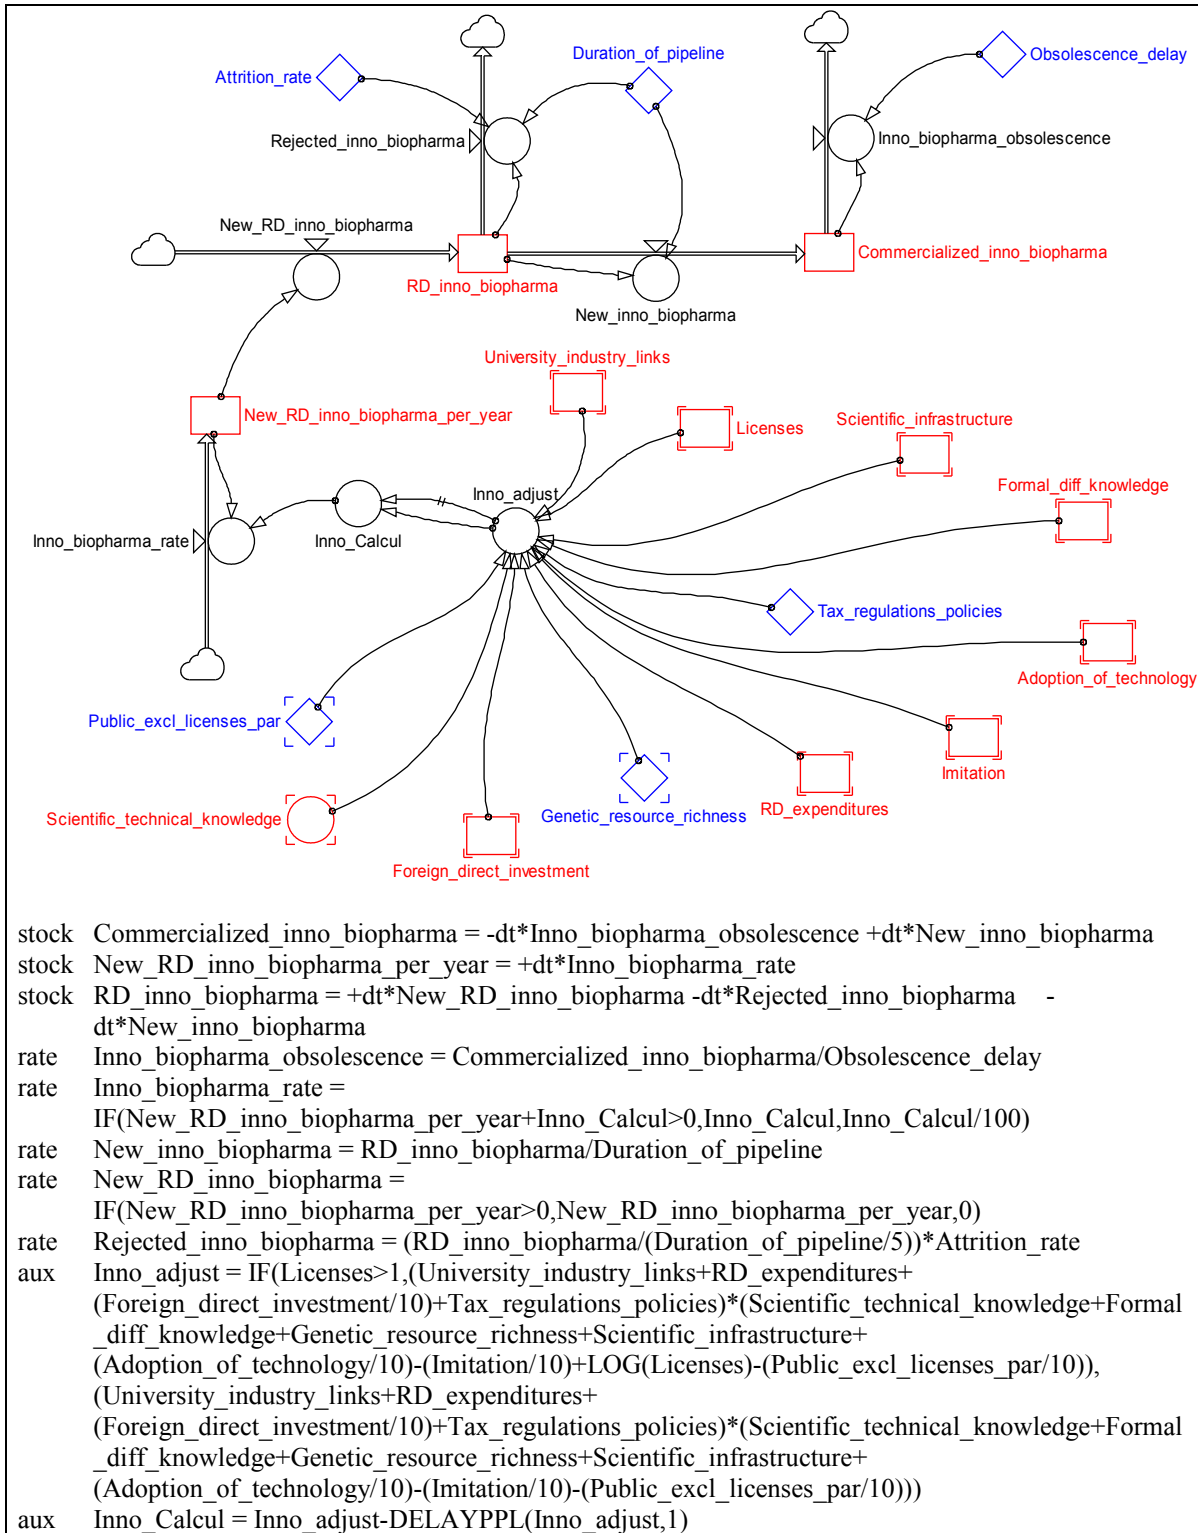 Attrition_rate
Duration_of_pipeline
Obsolescence_delay
Rejected_inno_biopharma
Inno_biopharma_obsolescence
New_RD_inno_biopharma
RD_inno_biopharma
Commercialized_inno_biopharma
New_inno_biopharma
University_industry_links
New_RD_inno_biopharma_per_year
Licenses
Scientific_infrastructure
Formal_diff_knowledge
Inno_adjust
Inno_biopharma_rate
Inno_Calcul
Tax_regulations_policies
Adoption_of_technology
Public_excl_licenses_par
Imitation
Scientific_technical_knowledge
Genetic_resource_richness
RD_expenditures
Foreign_direct_investment
stock Commercialized_inno_biopharma = -dt*Inno_biopharma_obsolescence +dt*New_inno_biopharma
stock New_RD_inno_biopharma_per_year = +dt*Inno_biopharma_rate
stock RD_inno_biopharma = +dt*New_RD_inno_biopharma -dt*Rejected_inno_biopharma -
dt*New_inno_biopharma
rate Inno_biopharma_obsolescence = Commercialized_inno_biopharma/Obsolescence_delay
rate Inno_biopharma_rate =
IF(New_RD_inno_biopharma_per_year+Inno_Calcul>0,Inno_Calcul,Inno_Calcul/100)
rate New_inno_biopharma = RD_inno_biopharma/Duration_of_pipeline
rate New_RD_inno_biopharma =
IF(New_RD_inno_biopharma_per_year>0,New_RD_inno_biopharma_per_year,0)
rate Rejected_inno_biopharma = (RD_inno_biopharma/(Duration_of_pipeline/5))*Attrition_rate
aux Inno_adjust = IF(Licenses>1,(University_industry_links+RD_expenditures+
(Foreign_direct_investment/10)+Tax_regulations_policies)*(Scientific_technical_knowledge+Formal
_diff_knowledge+Genetic_resource_richness+Scientific_infrastructure+
(Adoption_of_technology/10)-(Imitation/10)+LOG(Licenses)-(Public_excl_licenses_par/10)),
(University_industry_links+RD_expenditures+
(Foreign_direct_investment/10)+Tax_regulations_policies)*(Scientific_technical_knowledge+Formal
_diff_knowledge+Genetic_resource_richness+Scientific_infrastructure+
(Adoption_of_technology/10)-(Imitation/10)-(Public_excl_licenses_par/10)))
aux Inno_Calcul = Inno_adjust-DELAYPPL(Inno_adjust,1)